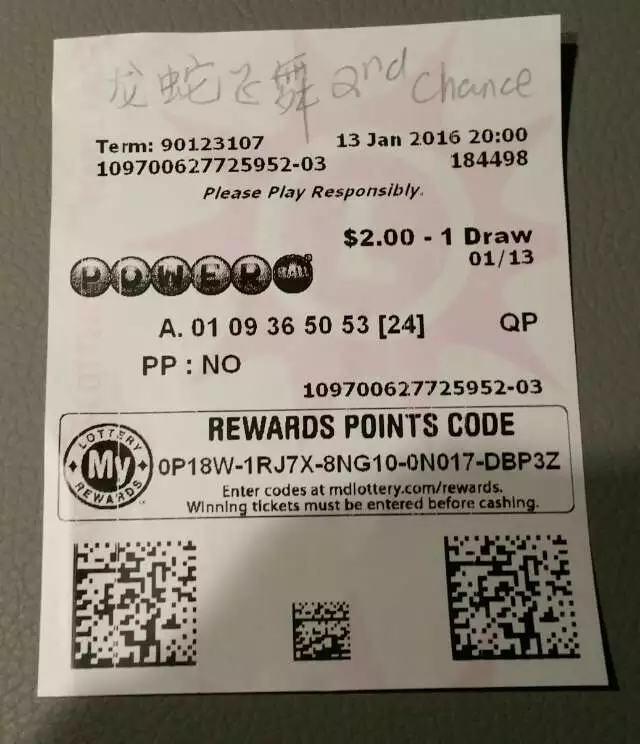 龙蛇飞舞 2nd Chance
Term: 90123107 13 Jan 2016 20:00
109700627725952-03 184498
Please Play Responsibly.
$2.00 - 1 Draw
POWERBALL 01/13
A. 01 09 36 50 53 [24] QP
PP : NO
109700627725952-03
REWARDS POINTS CODE
LOTTERY My REWARDS 0P18W-1RJ7X-8NG10-0N017-DBP3Z
Enter codes at mdlottery.com/rewards.
Winning tickets must be entered before cashing.